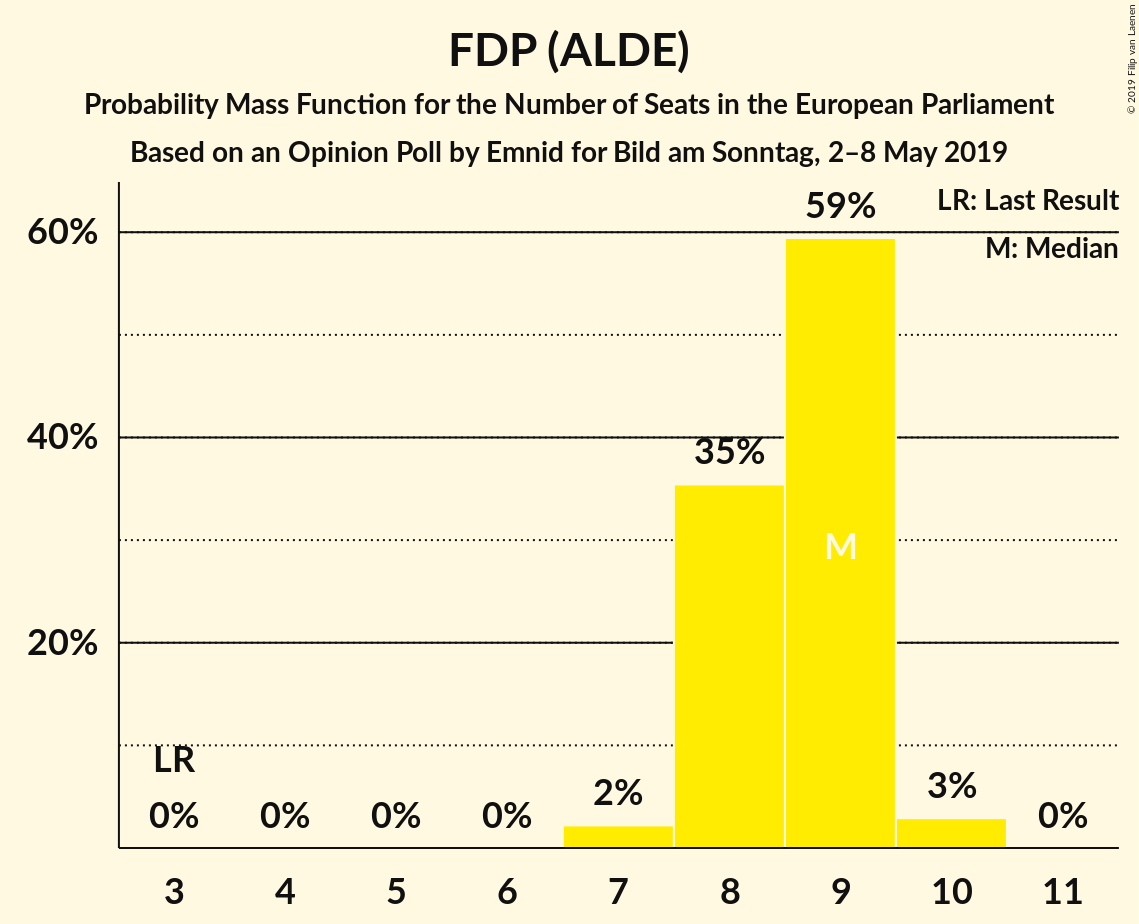 FDP (ALDE)
Probability Mass Function for the Number of Seats in the European Parliament
Based on an Opinion Poll by Emnid for Bild am Sonntag, 2–8 May 2019
© 2019 Filip van Laenen
LR: Last Result
M: Median
60%
40%
20%
59%
35%
M
LR
0%
0%
0%
0%
2%
3%
0%
3 4 5 6 7 8 9 10 11